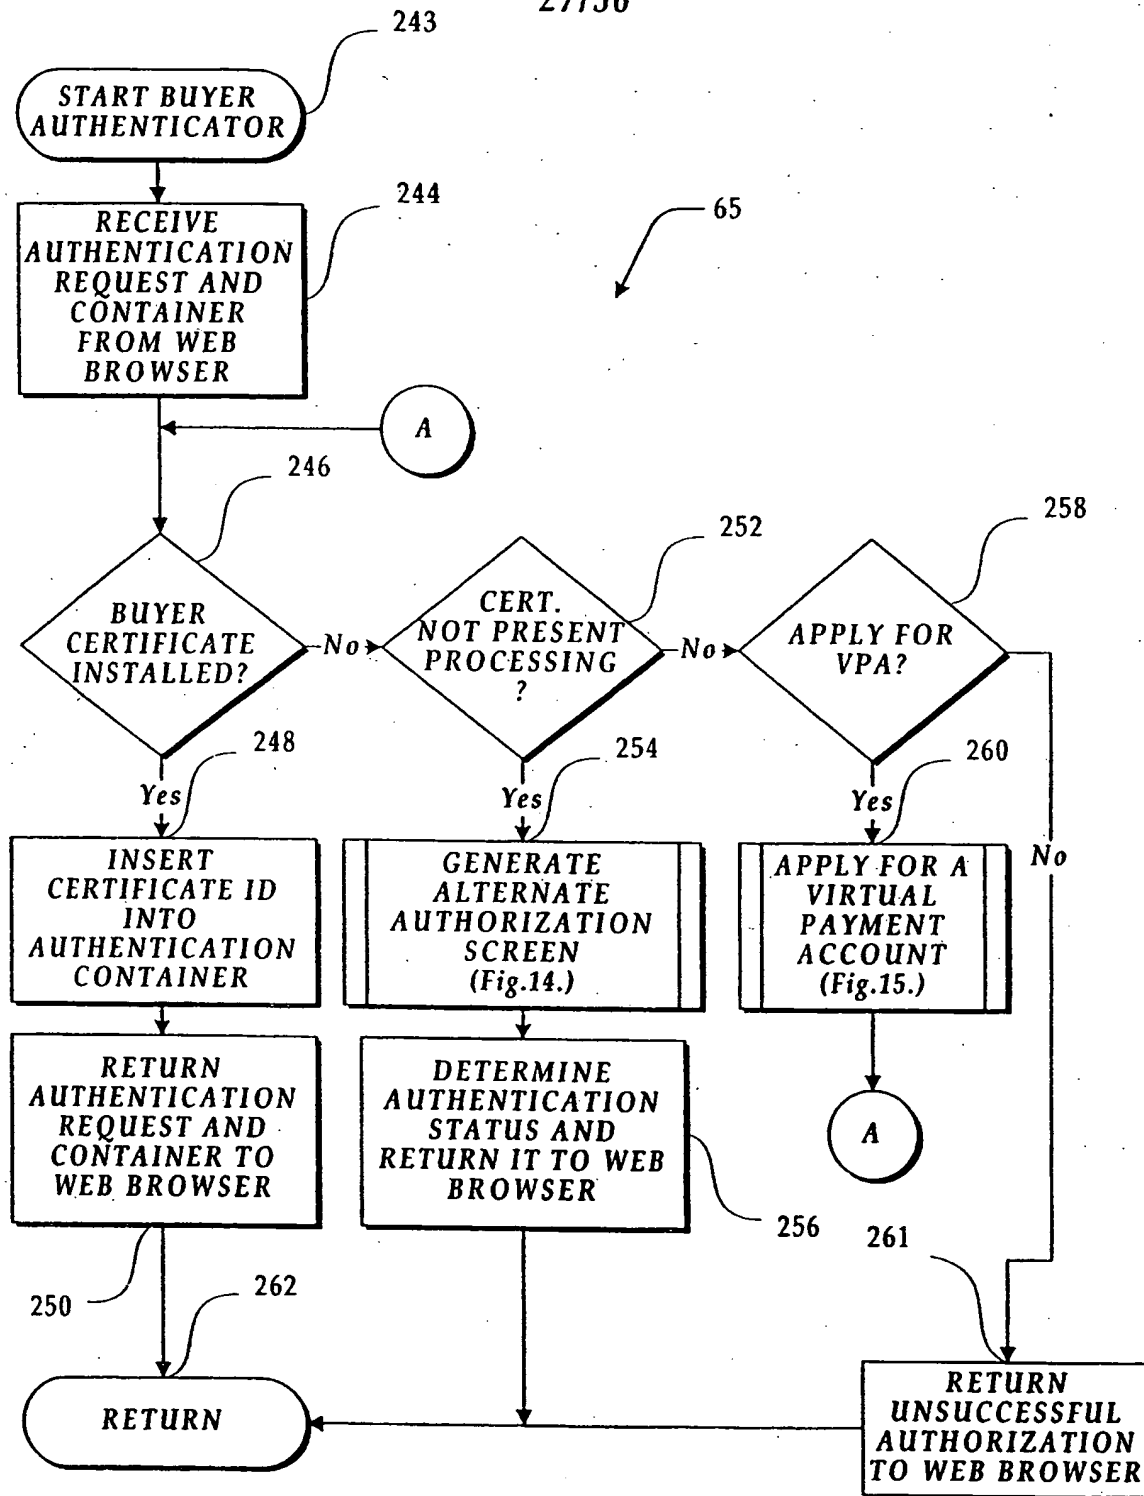 243
START BUYER
AUTHENTICATOR
244
RECEIVE
AUTHENTICATION
REQUEST AND
CONTAINER
FROM WEB
BROWSER
65
A
246
252
258
BUYER
CERTIFICATE
INSTALLED?
No
CERT.
NOT PRESENT
PROCESSING
?
No
APPLY FOR
VPA?
248
254
260
Yes
Yes
Yes
No
INSERT
CERTIFICATE ID
INTO
AUTHENTICATION
CONTAINER
GENERATE
ALTERNATE
AUTHORIZATION
SCREEN
(Fig.14.)
APPLY FOR A
VIRTUAL
PAYMENT
ACCOUNT
(Fig.15.)
RETURN
AUTHENTICATION
REQUEST AND
CONTAINER TO
WEB BROWSER
DETERMINE
AUTHENTICATION
STATUS AND
RETURN IT TO WEB
BROWSER
A
256
261
250
262
RETURN
RETURN
UNSUCCESSFUL
AUTHORIZATION
TO WEB BROWSER